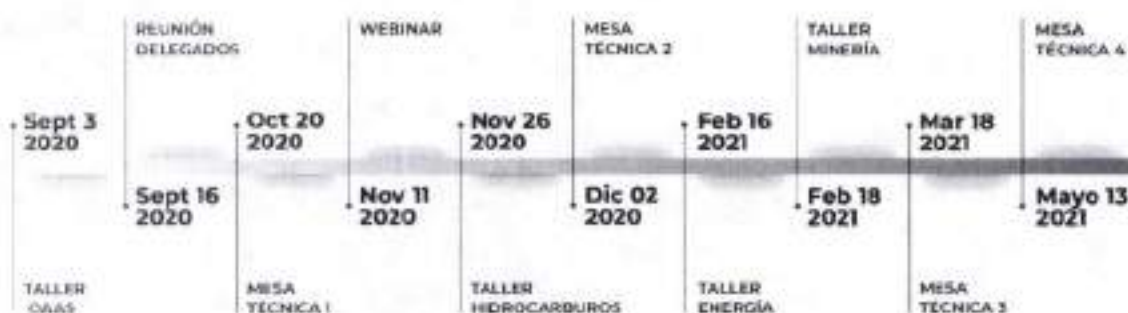 REUNIÓN
DELEGADOS
WEBINAR
MESA
TÉCNICA 2
TALLER
MINERÍA
MESA
TÉCNICA 4
Sept 3
2020
Oct 20
2020
Nov 26
2020
Feb 16
2021
Mar 18
2021
Sept 16
2020
Nov 11
2020
Dic 02
2020
Feb 18
2021
Mayo 13
2021
TALLER
OAAS
MESA
TÉCNICA 1
TALLER
HIDROCARBUROS
TALLER
ENERGÍA
MESA
TÉCNICA 3